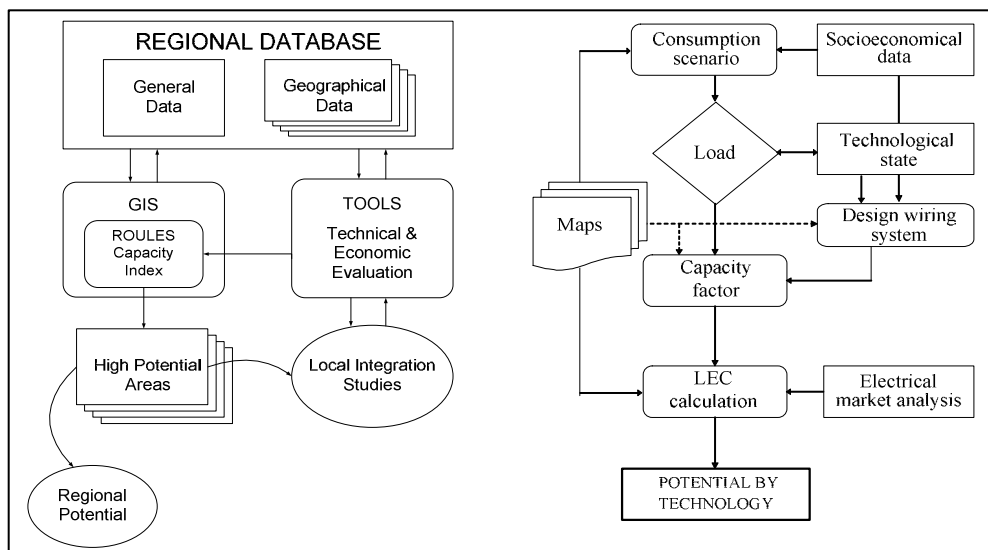 REGIONAL DATABASE
General
Data
Geographical
Data
GIS
ROULES
Capacity
Index
TOOLS
Technical &
Economic
Evaluation
High Potential
Areas
Local Integration
Studies
Regional
Potential
Consumption
scenario
Socioeconomical
data
Load
Technological
state
Maps
Design wiring
system
Capacity
factor
LEC
calculation
Electrical
market analysis
POTENTIAL BY
TECHNOLOGY